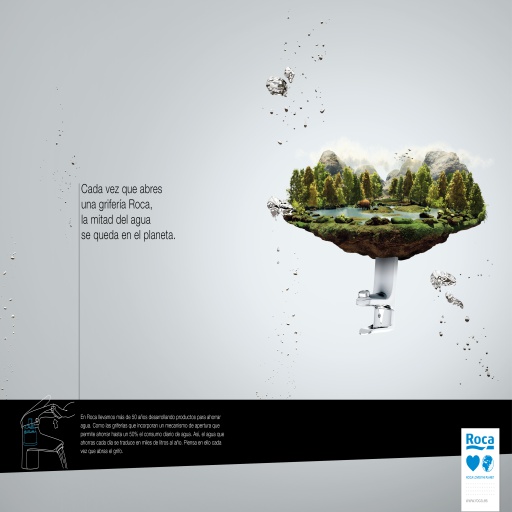 Cada vez que abres
una grifería Roca,
la mitad del agua
se queda en el planeta.
En Roca llevamos más de 50 años desarrollando productos para ahorrar
agua. Como las griferías que incorporan un mecanismo de apertura que
permite ahorrar hasta un 50% el consumo diario de agua. Así, el agua que
ahorras cada día se traduce en miles de litros al año. Piensa en ello cada
vez que abras el grifo.
Roca